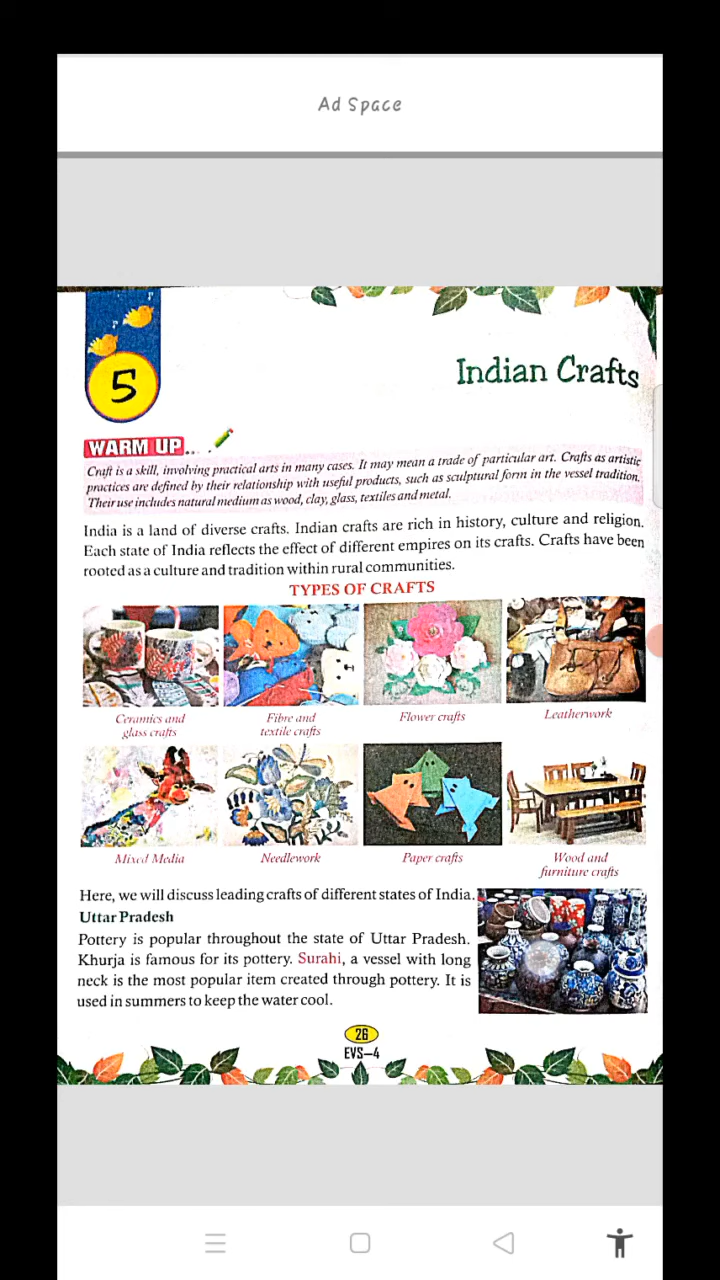 Ad Space
5
Indian Crafts
WARM UP...
Craft is a skill, involving practical arts in many cases. It may mean a trade of particular art. Crafts as artistic
practices are defined by their relationship with useful products, such as sculptural form in the vessel tradition.
Their use includes natural medium as wood, clay, glass, textiles and metal.
India is a land of diverse crafts. Indian crafts are rich in history, culture and religion.
Each state of India reflects the effect of different empires on its crafts. Crafts have been
rooted as a culture and tradition within rural communities.
TYPES OF CRAFTS
Ceramics and
glass crafts
Fibre and
textile crafts
Flower crafts
Leatherwork
Mixed Media
Needlework
Paper crafts
Wood and
furniture crafts
Here, we will discuss leading crafts of different states of India.
Uttar Pradesh
Pottery is popular throughout the state of Uttar Pradesh.
Khurja is famous for its pottery. Surahi, a vessel with long
neck is the most popular item created through pottery. It is
used in summers to keep the water cool.
26
EVS–4